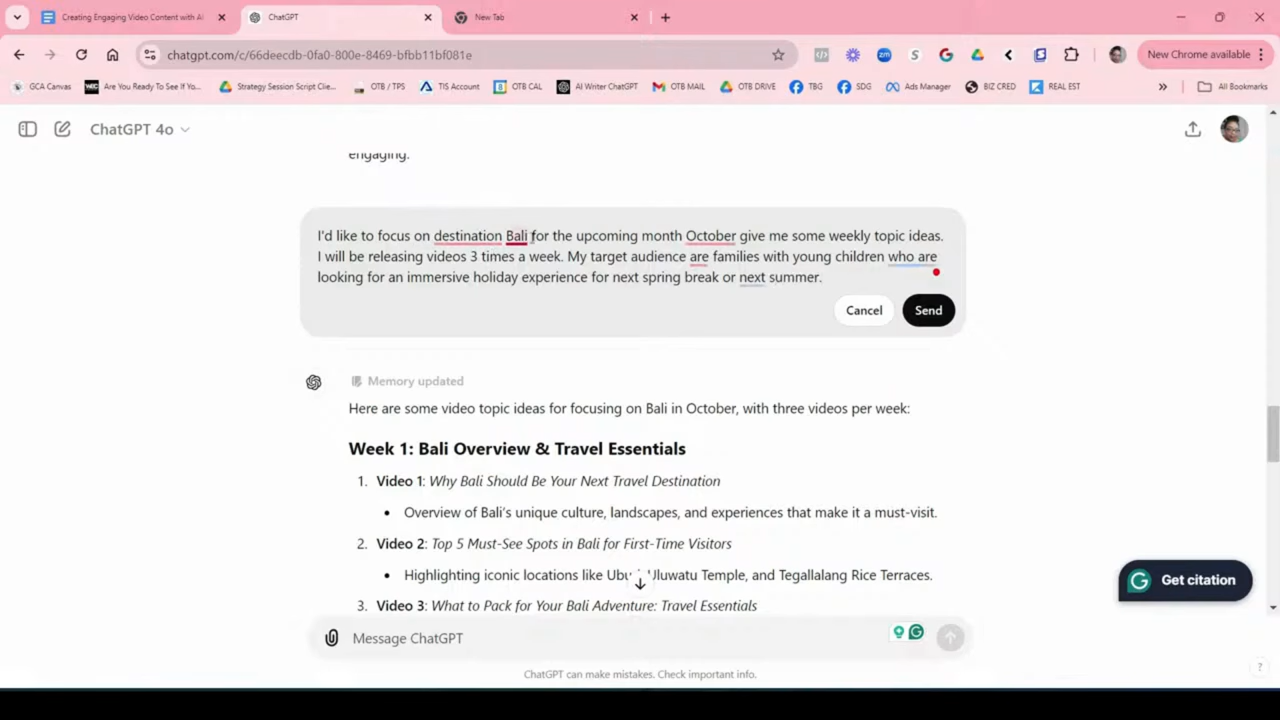 Creating Engaging Video Content with AI
ChatGPT
New Tab
chatgpt.com/c/66deecdb-0fa0-800e-8469-bfbb11bf081e
New Chrome available
GCA Canvas
Are You Ready To See If Yo...
Strategy Session Script Clie...
OTB / TPS
TIS Account
OTB CAL
AI Writer ChatGPT
OTB MAIL
OTB DRIVE
TBG
SDG
Ads Manager
BIZ CRED
REAL EST
All Bookmarks
ChatGPT 4o
engaging.
I'd like to focus on destination Bali for the upcoming month October give me some weekly topic ideas.
I will be releasing videos 3 times a week. My target audience are families with young children who are
looking for an immersive holiday experience for next spring break or next summer.
Cancel
Send
Memory updated
Here are some video topic ideas for focusing on Bali in October, with three videos per week:
Week 1: Bali Overview & Travel Essentials
1. Video 1: Why Bali Should Be Your Next Travel Destination
• Overview of Bali's unique culture, landscapes, and experiences that make it a must-visit.
2. Video 2: Top 5 Must-See Spots in Bali for First-Time Visitors
• Highlighting iconic locations like Uluwatu Temple, and Tegallalang Rice Terraces.
3. Video 3: What to Pack for Your Bali Adventure: Travel Essentials
Get citation
Message ChatGPT
ChatGPT can make mistakes. Check important info.
?